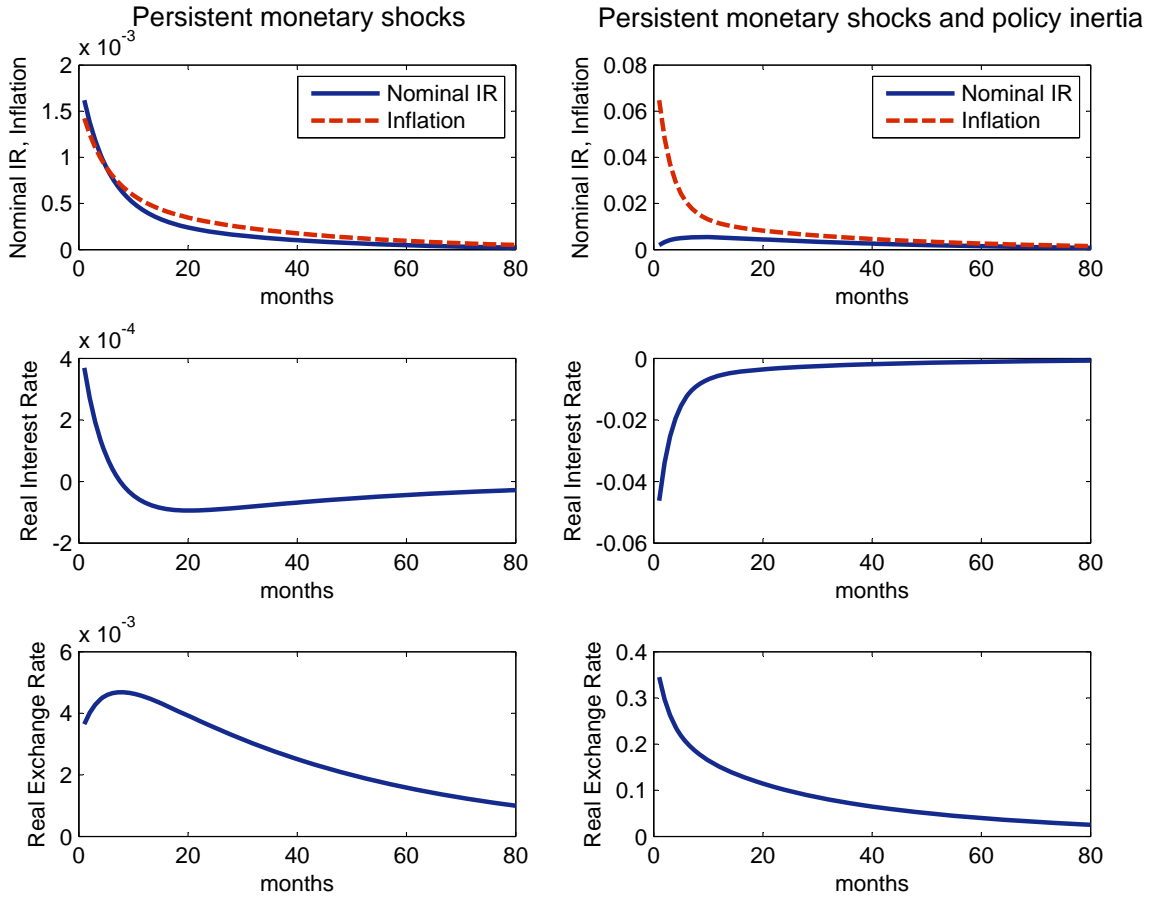 Persistent monetary shocks
x 10^-3
Nominal IR, Inflation
2
1.5
1
0.5
0
Nominal IR
Inflation
0 20 40 60 80
months
Persistent monetary shocks and policy inertia
Nominal IR, Inflation
0.08
0.06
0.04
0.02
0
Nominal IR
Inflation
0 20 40 60 80
months
x 10^-4
Real Interest Rate
4
2
0
-2
0 20 40 60 80
months
Real Interest Rate
0
-0.02
-0.04
-0.06
0 20 40 60 80
months
x 10^-3
Real Exchange Rate
6
4
2
0
0 20 40 60 80
months
Real Exchange Rate
0.4
0.3
0.2
0.1
0
0 20 40 60 80
months